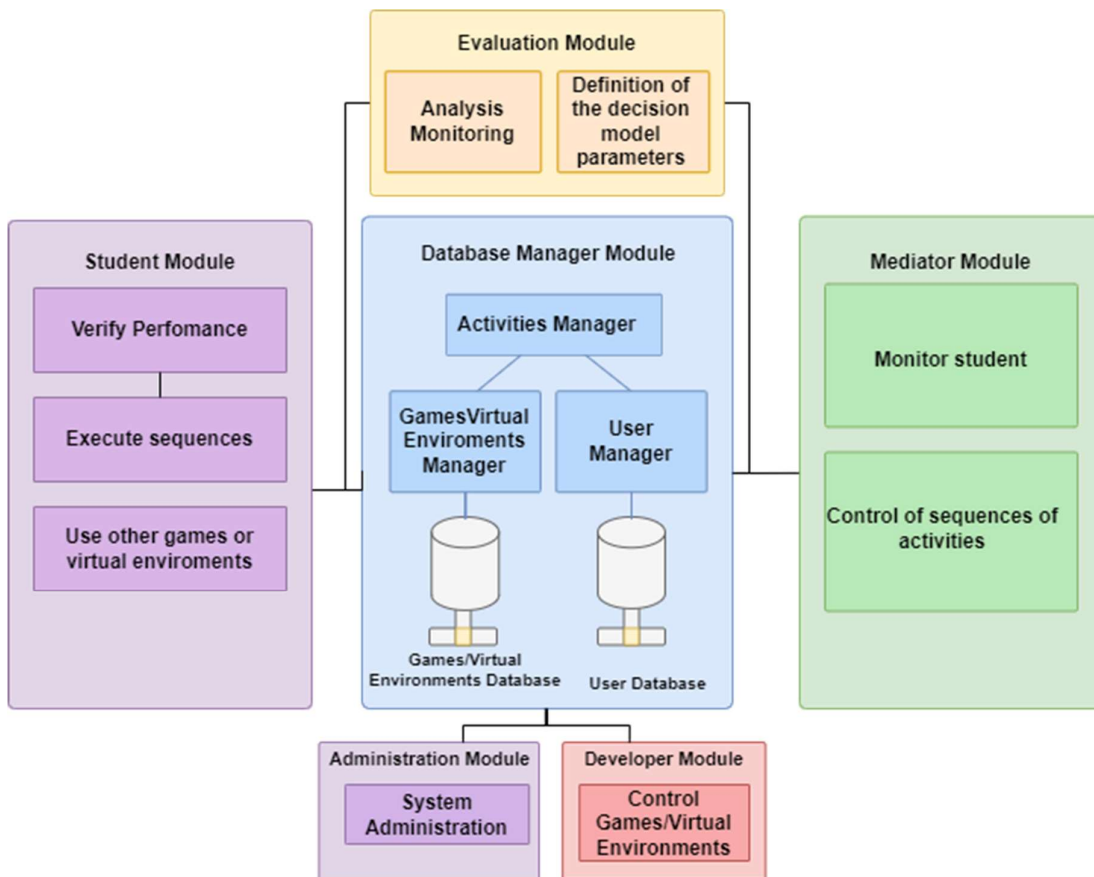 Evaluation Module
Analysis
Monitoring
Definition of
the decision
model
parameters
Student Module
Verify Perfomance
Execute sequences
Use other games or
virtual enviroments
Database Manager Module
Activities Manager
GamesVirtual
Enviroments
Manager
User
Manager
Games/Virtual
Environments Database
User Database
Mediator Module
Monitor student
Control of sequences of
activities
Administration Module
System
Administration
Developer Module
Control
Games/Virtual
Environments